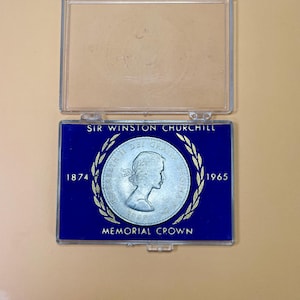 SIR WINSTON CHURCHILL
1874 1965
MEMORIAL CROWN